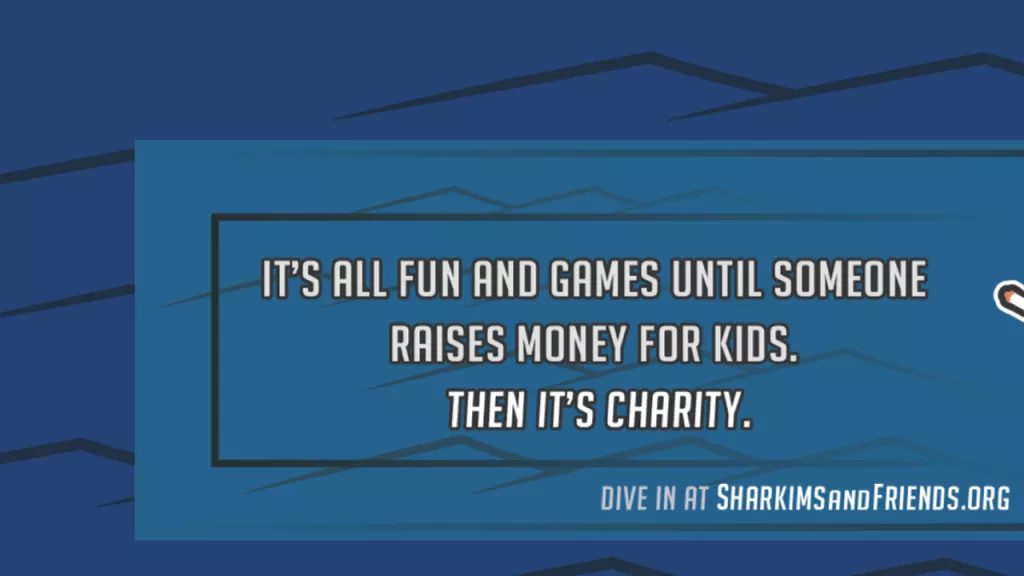 IT'S ALL FUN AND GAMES UNTIL SOMEONE
RAISES MONEY FOR KIDS.
THEN IT'S CHARITY.
DIVE IN AT SHARKIMSANDFRIENDS.ORG